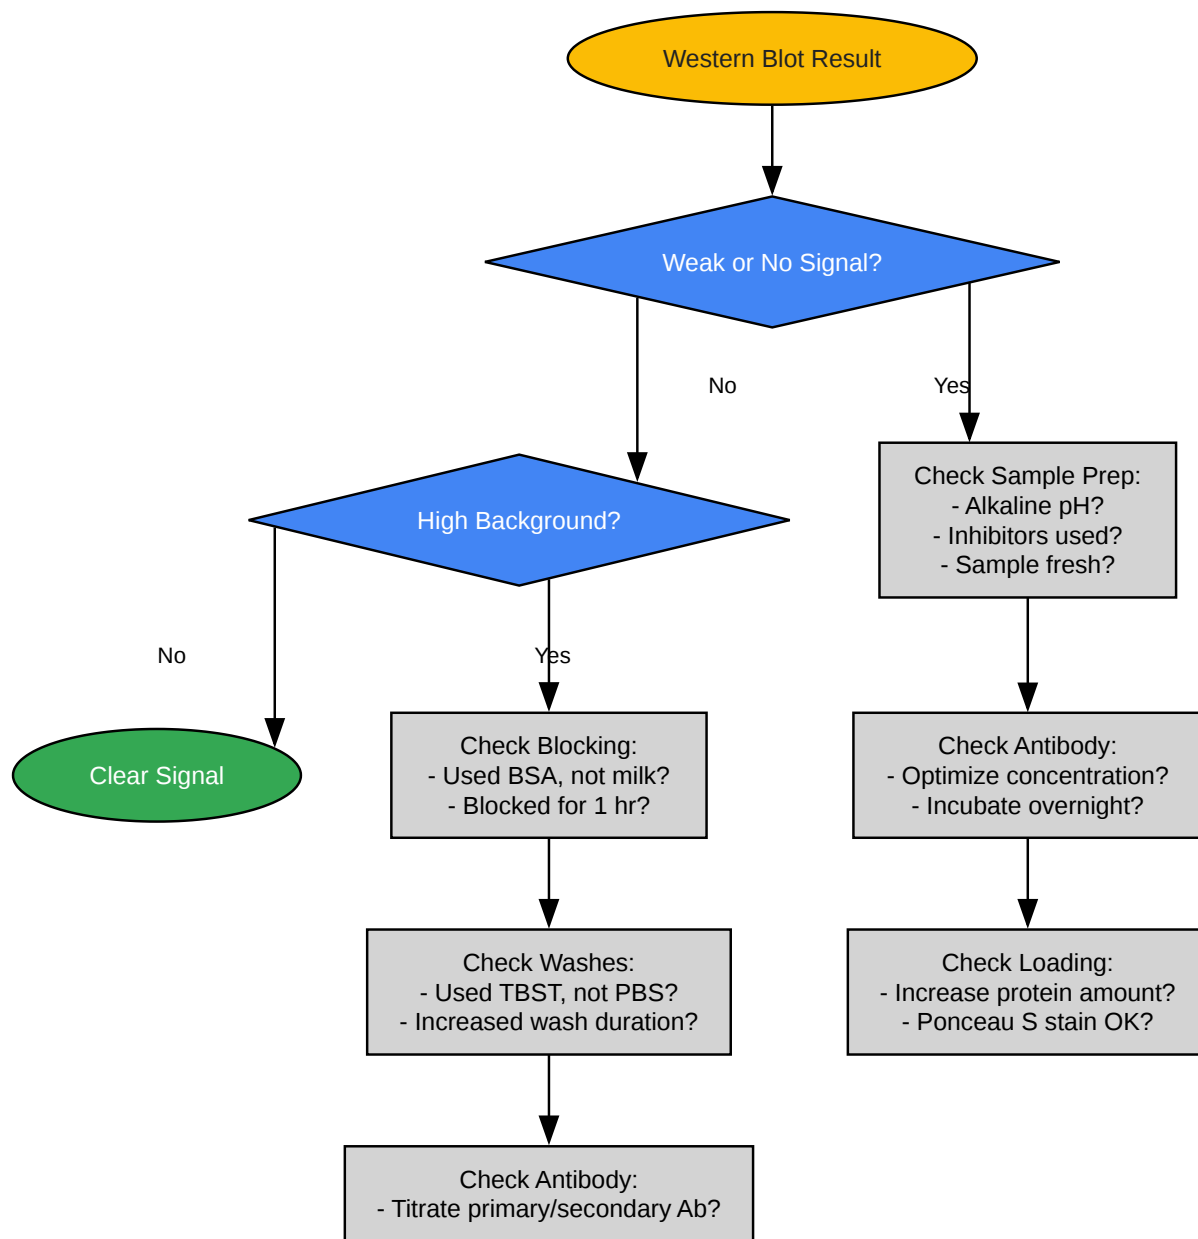 Western Blot Result
Weak or No Signal?
No
Yes
High Background?
Check Sample Prep:
- Alkaline pH?
- Inhibitors used?
- Sample fresh?
No
Yes
Clear Signal
Check Blocking:
- Used BSA, not milk?
- Blocked for 1 hr?
Check Antibody:
- Optimize concentration?
- Incubate overnight?
Check Washes:
- Used TBST, not PBS?
- Increased wash duration?
Check Loading:
- Increase protein amount?
- Ponceau S stain OK?
Check Antibody:
- Titrate primary/secondary Ab?